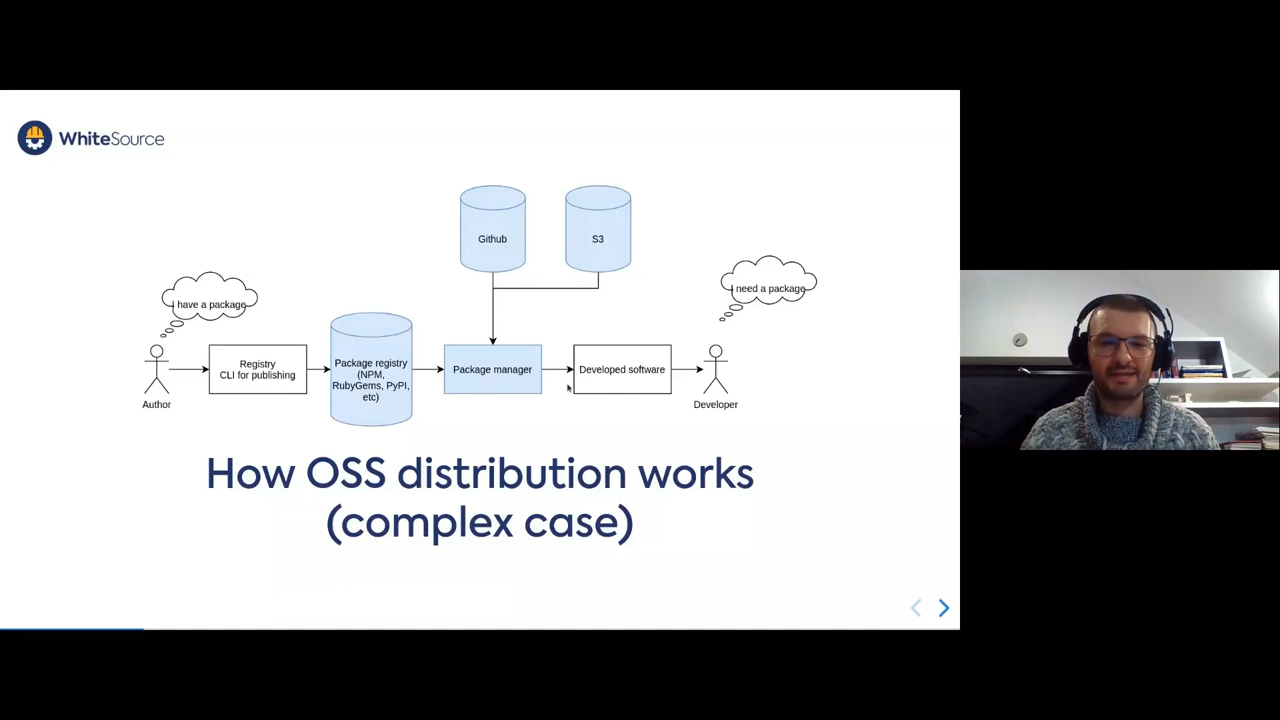 WhiteSource
Github
S3
I have a package
I need a package
Registry
CLI for publishing
Package registry
(NPM,
RubyGems, PyPI,
etc)
Package manager
Developed software
Author
Developer
How OSS distribution works
(complex case)